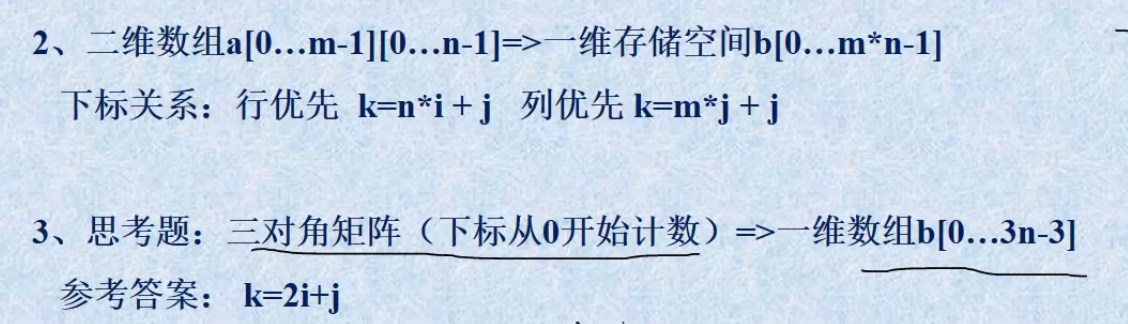 2、二维数组a[0…m-1][0…n-1]=>一维存储空间b[0…m*n-1]
下标关系：行优先 k=n*i + j 列优先 k=m*j + j
3、思考题：三对角矩阵（下标从0开始计数）=>一维数组b[0…3n-3]
参考答案： k=2i+j